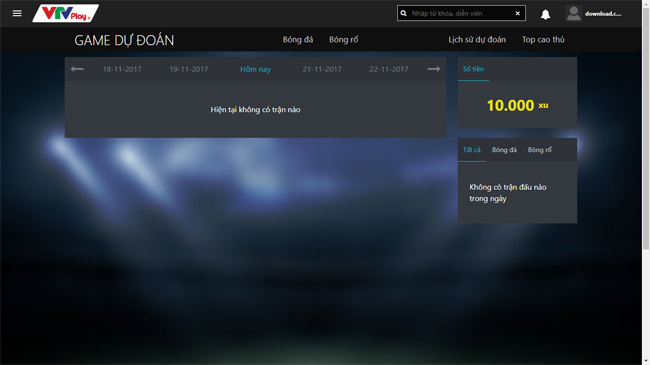 VTV Play
Nhập từ khóa, diễn viên
download.c...
GAME DỰ ĐOÁN
Bóng đá
Bóng rổ
Lịch sử dự đoán
Top cao thủ
18-11-2017
19-11-2017
Hôm nay
21-11-2017
22-11-2017
Hiện tại không có trận nào
Số tiền
10.000 xu
Tất cả
Bóng đá
Bóng rổ
Không có trận đấu nào
trong ngày